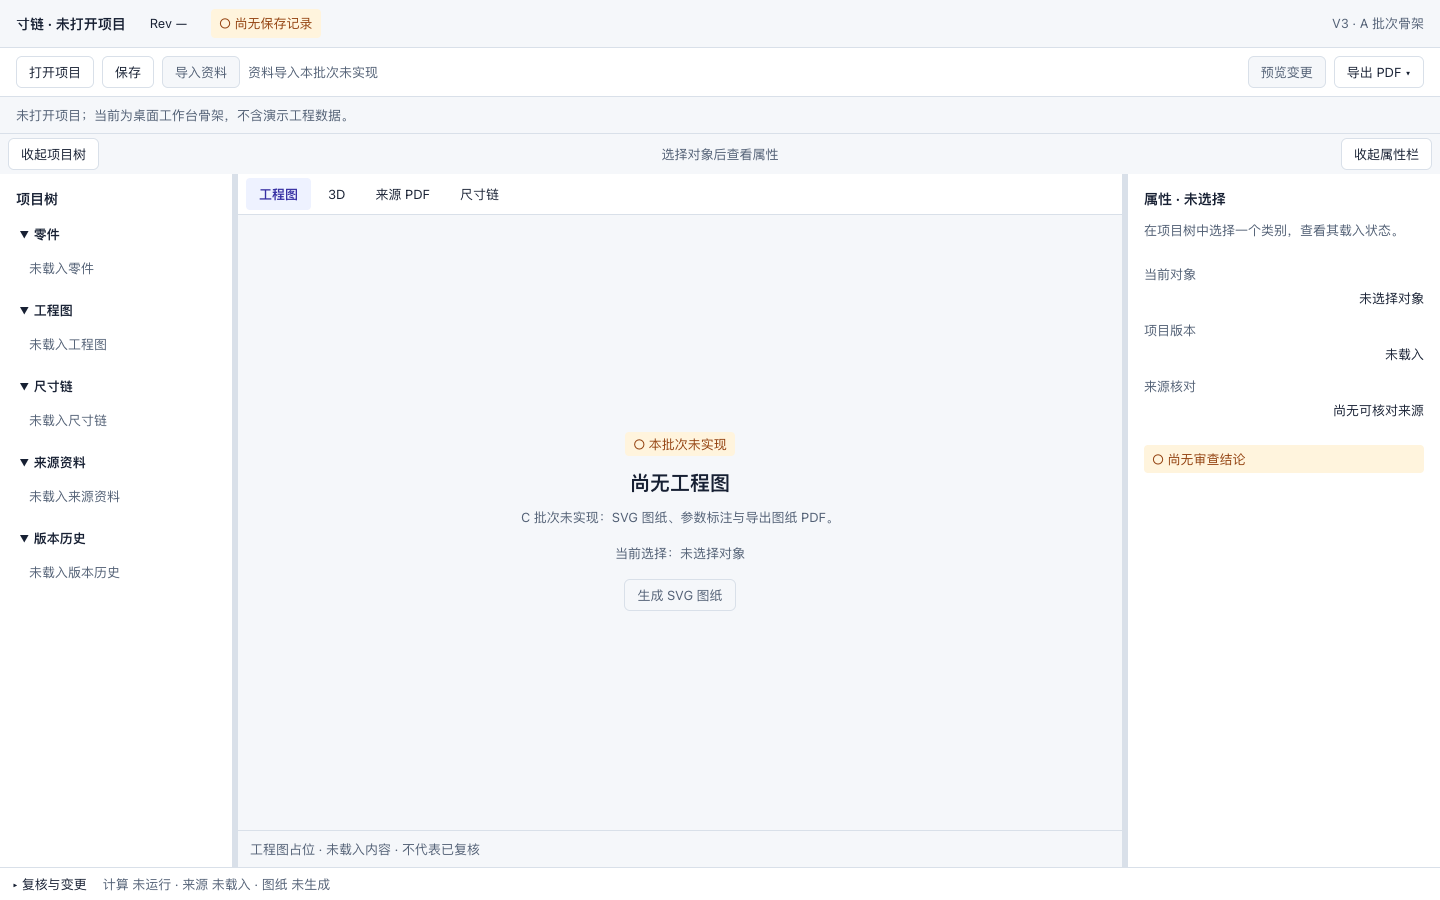 寸链 · 未打开项目 Rev — 尚无保存记录 V3 · A 批次骨架
打开项目 保存 导入资料 资料导入本批次未实现 预览变更 导出 PDF
未打开项目；当前为桌面工作台骨架，不含演示工程数据。
收起项目树 选择对象后查看属性 收起属性栏
项目树
零件
未载入零件
工程图
未载入工程图
尺寸链
未载入尺寸链
来源资料
未载入来源资料
版本历史
未载入版本历史
工程图 3D 来源 PDF 尺寸链
本批次未实现
尚无工程图
C 批次未实现：SVG 图纸、参数标注与导出图纸 PDF。
当前选择：未选择对象
生成 SVG 图纸
工程图占位 · 未载入内容 · 不代表已复核
属性 · 未选择
在项目树中选择一个类别，查看其载入状态。
当前对象
未选择对象
项目版本
未载入
来源核对
尚无可核对来源
尚无审查结论
复核与变更 计算 未运行 · 来源 未载入 · 图纸 未生成